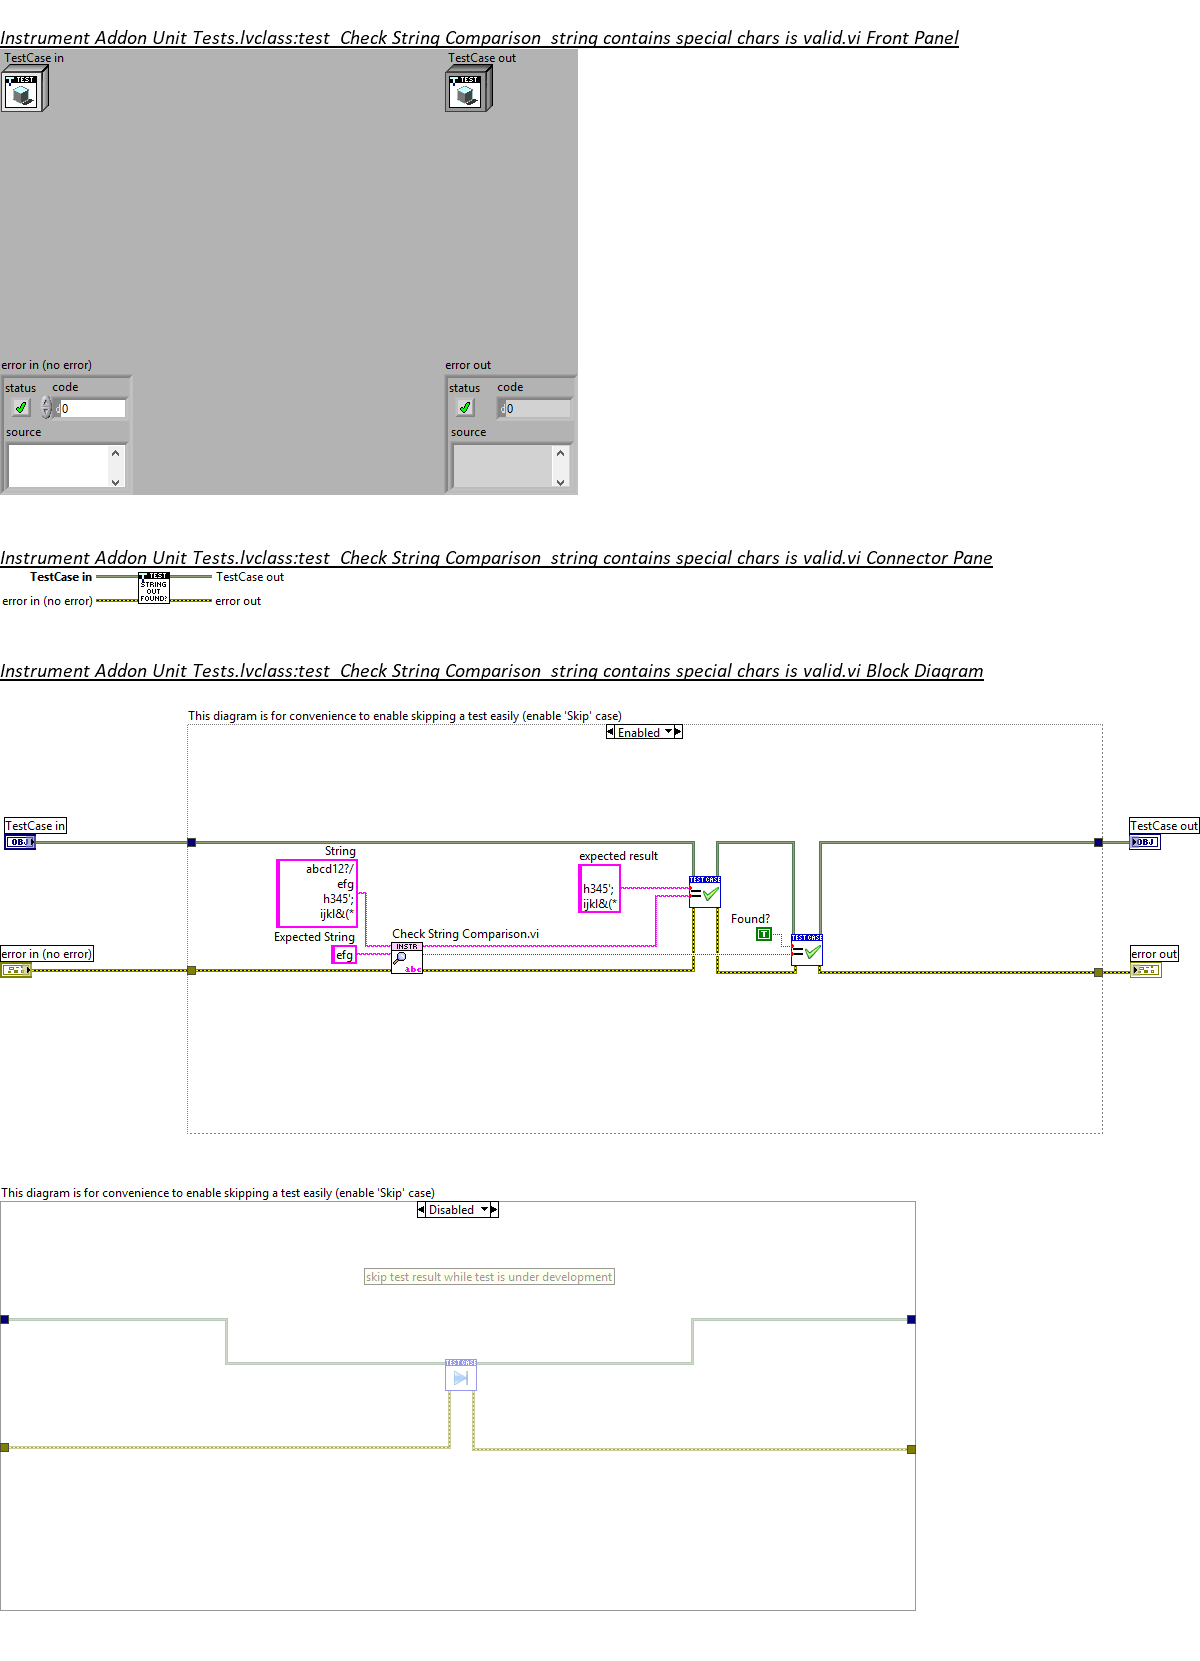 Instrument Addon Unit Tests.lvclass:test_Check String Comparison_string contains special chars is valid.vi Front Panel
TestCase in
TestCase out
TEST
TEST
error in (no error)
error out
status
code
status
code
d0
d0
source
source
Instrument Addon Unit Tests.lvclass:test_Check String Comparison_string contains special chars is valid.vi Connector Pane
TestCase in
TestCase out
error in (no error)
error out
TEST
STRING
OUT
FOUND?
Instrument Addon Unit Tests.lvclass:test_Check String Comparison_string contains special chars is valid.vi Block Diagram
This diagram is for convenience to enable skipping a test easily (enable 'Skip' case)
Enabled
TestCase in
OBJ
TestCase out
OBJ
String
abcd12?/
efg
h345';
ijkl&(*
expected result
h345';
ijkl&(*
TEST CASE
Found?
T
TEST CASE
Expected String
efg
Check String Comparison.vi
INSTR
abc
error in (no error)
error out
This diagram is for convenience to enable skipping a test easily (enable 'Skip' case)
Disabled
skip test result while test is under development
TEST CASE